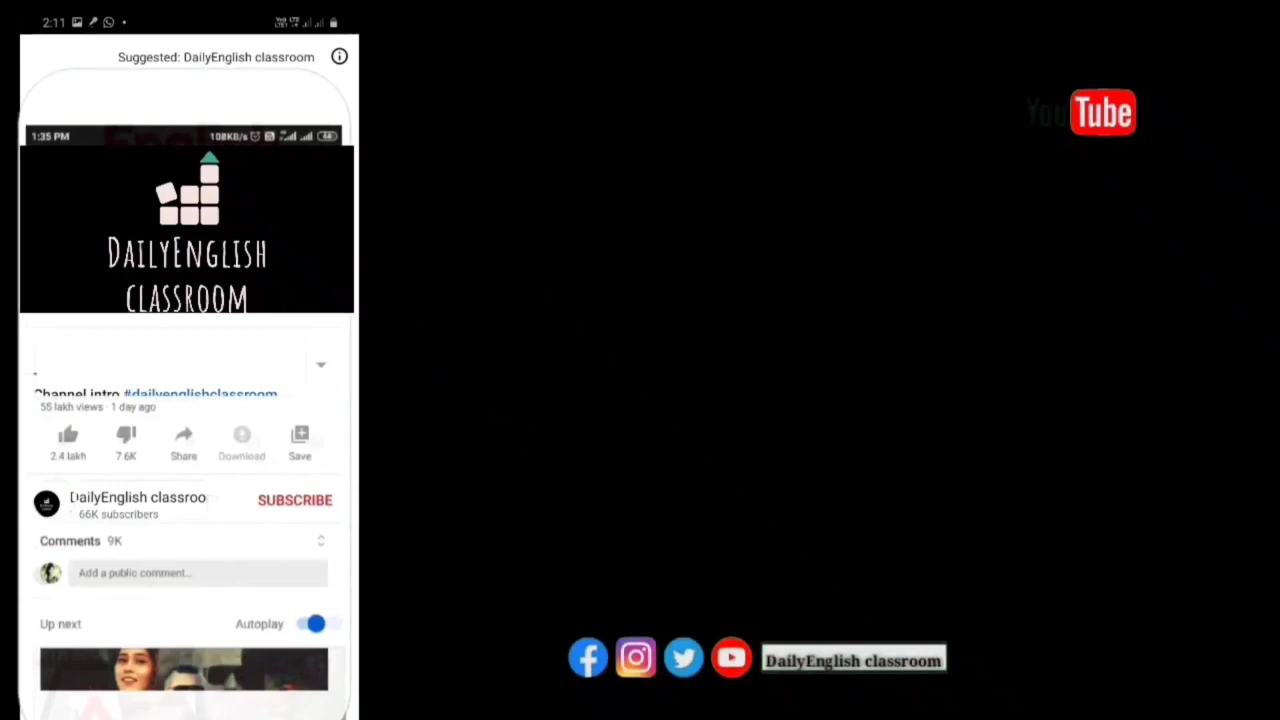 2:11
Suggested: DailyEnglish classroom
1:35 PM
108KB/s
DAILYENGLISH
CLASSROOM
Channel intro #dailyenglishclassroom
55 lakh views · 1 day ago
2.4 lakh
7.6K
Share
Download
Save
DailyEnglish classroo
66K subscribers
SUBSCRIBE
Comments 9K
Add a public comment...
Up next
Autoplay
YouTube
DailyEnglish classroom